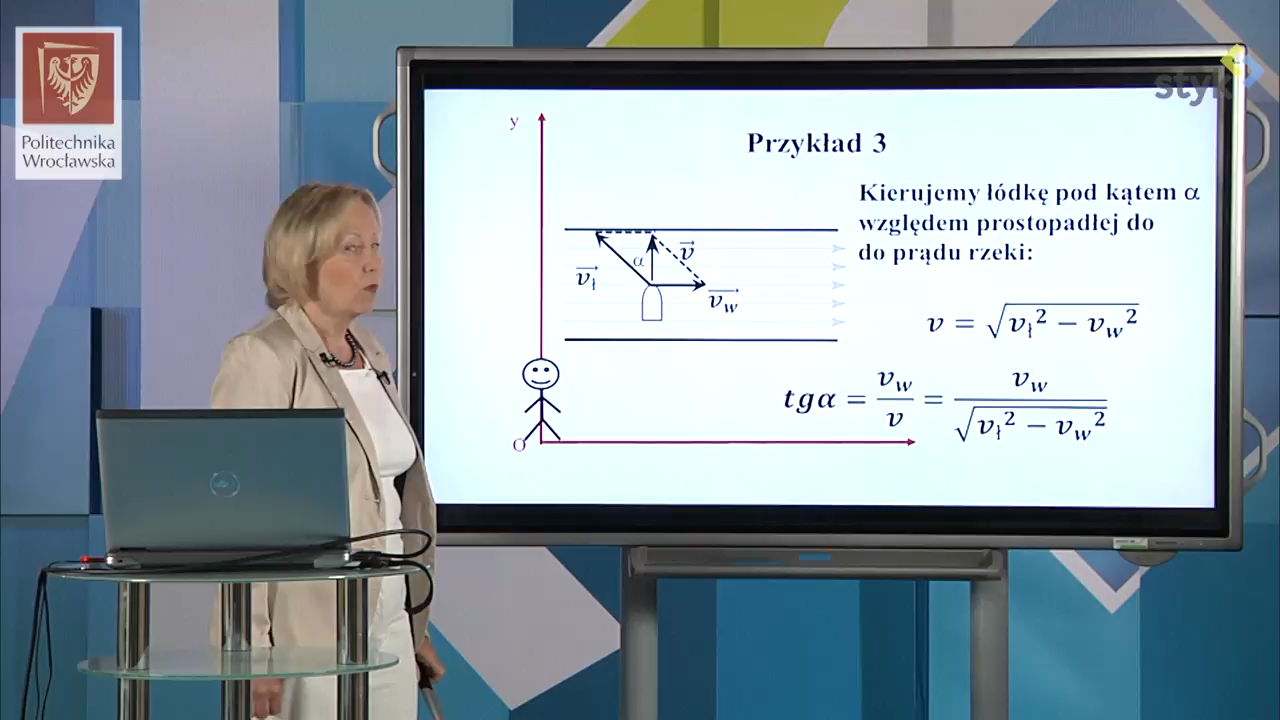 Politechnika
Wrocławska
styk
Przykład 3
Kierujemy łódkę pod kątem α
względem prostopadłej do
do prądu rzeki:
y
α
v⃗
v⃗ł
v⃗w
O
v = √(vł² − vw²)
tgα = vw/v = vw/√(vł² − vw²)